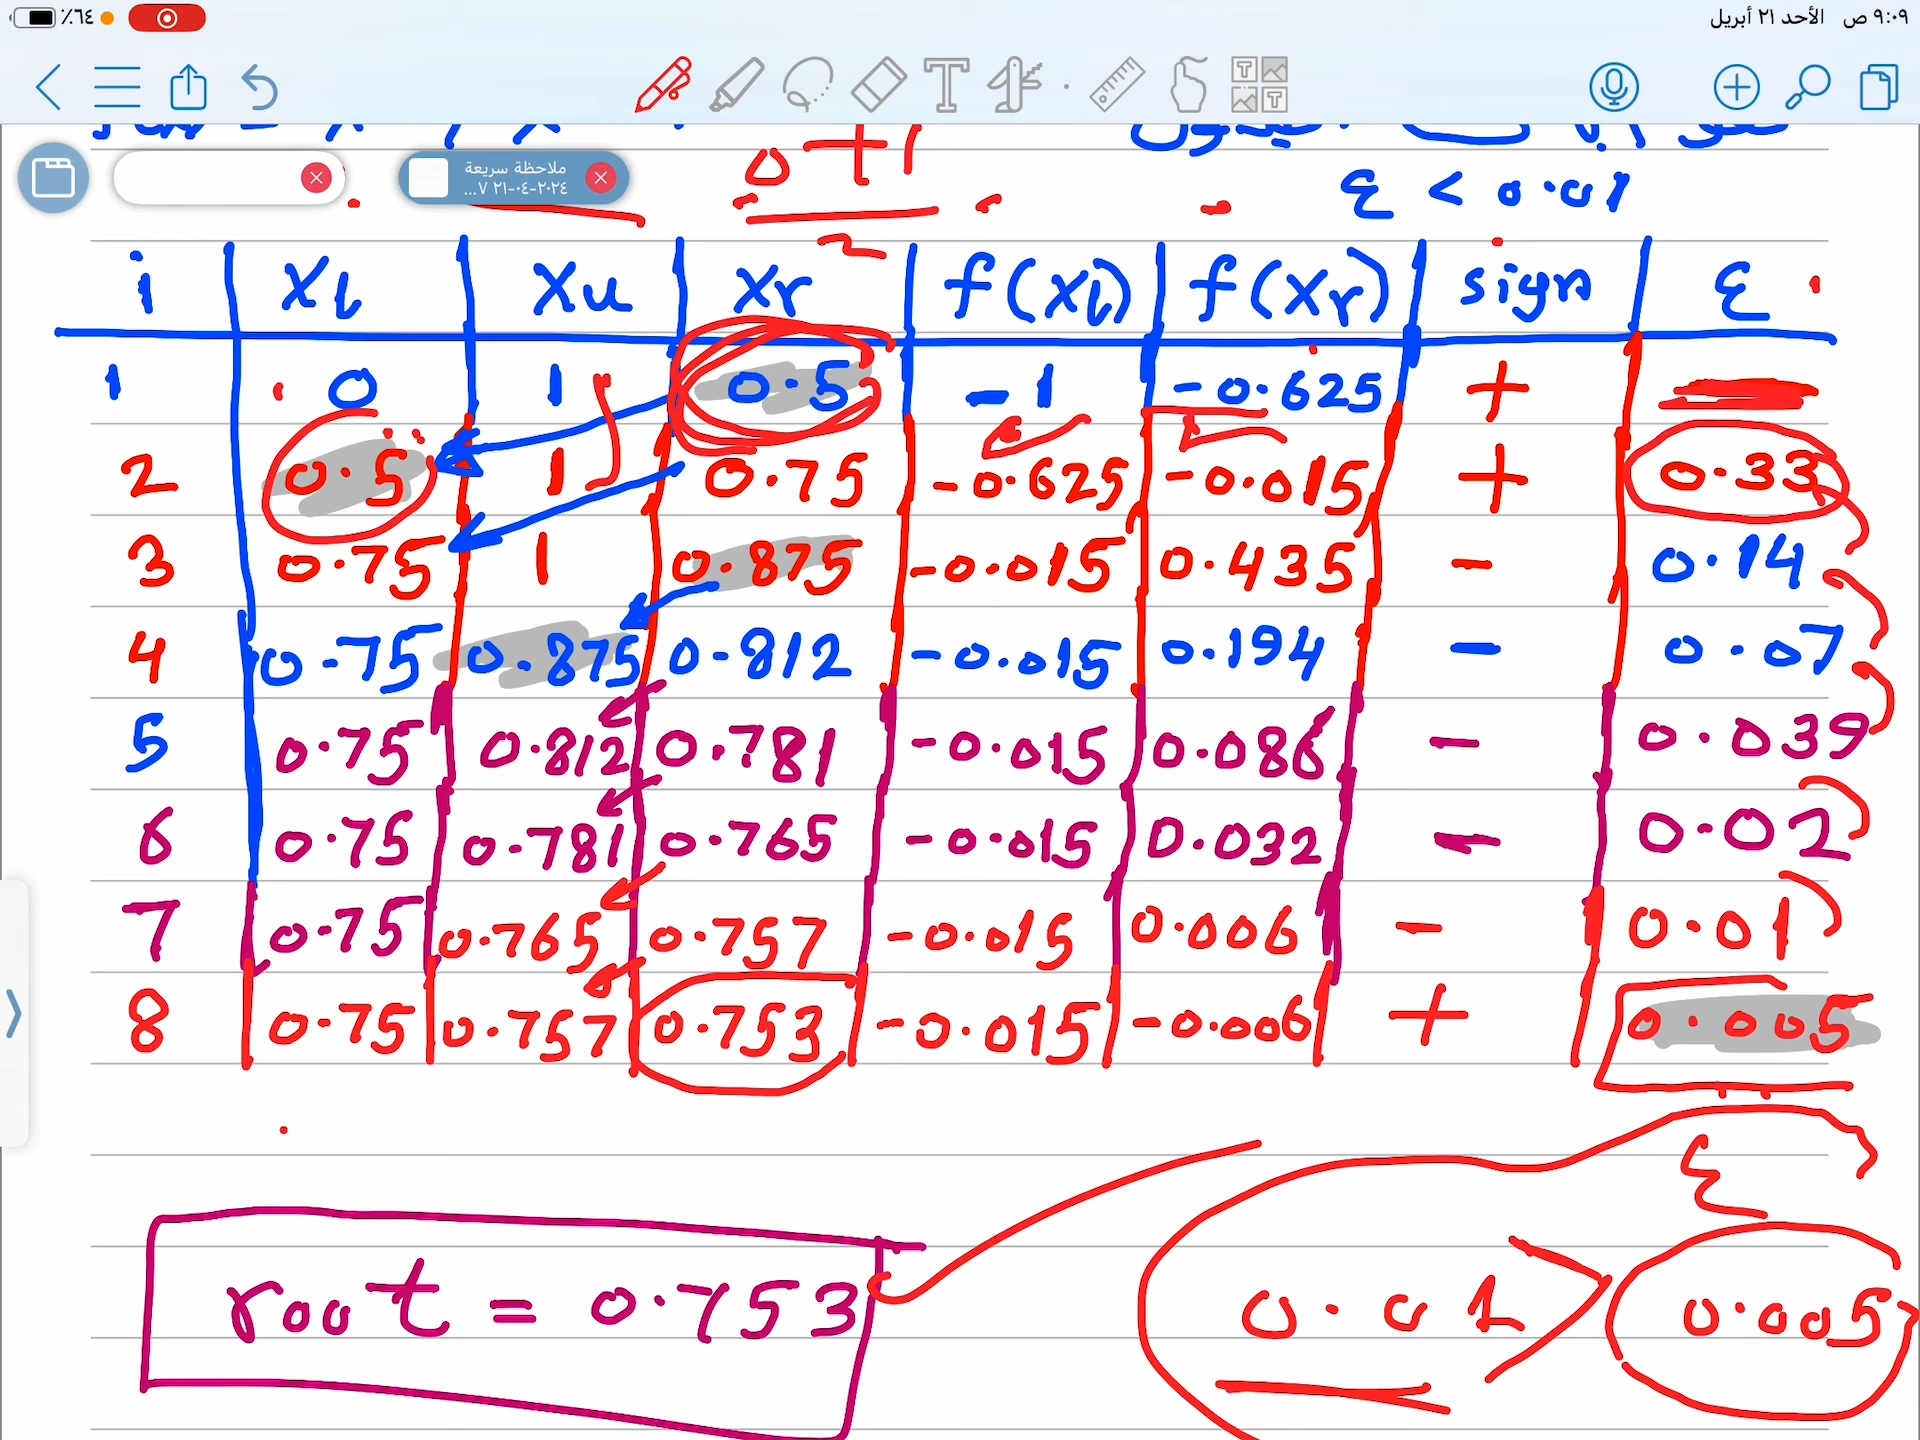 ٪٦٤ ٩:٠٩ ص الأحد ٢١ أبريل
ملاحظة سريعة
٢٠٢٤-٠٤-٢١ ٧...
0+1
ε < 0.01
i xl xu xr f(xl) f(xr) sign ε
1 0 1 0.5 -1 -0.625 +
2 0.5 1 0.75 -0.625 -0.015 + 0.33
3 0.75 1 0.875 -0.015 0.435 - 0.14
4 0.75 0.875 0.812 -0.015 0.194 - 0.07
5 0.75 0.812 0.781 -0.015 0.086 - 0.039
6 0.75 0.781 0.765 -0.015 0.032 - 0.02
7 0.75 0.765 0.757 -0.015 0.006 - 0.01
8 0.75 0.757 0.753 -0.015 -0.006 + 0.005
ε
root = 0.753
0.01 > 0.005